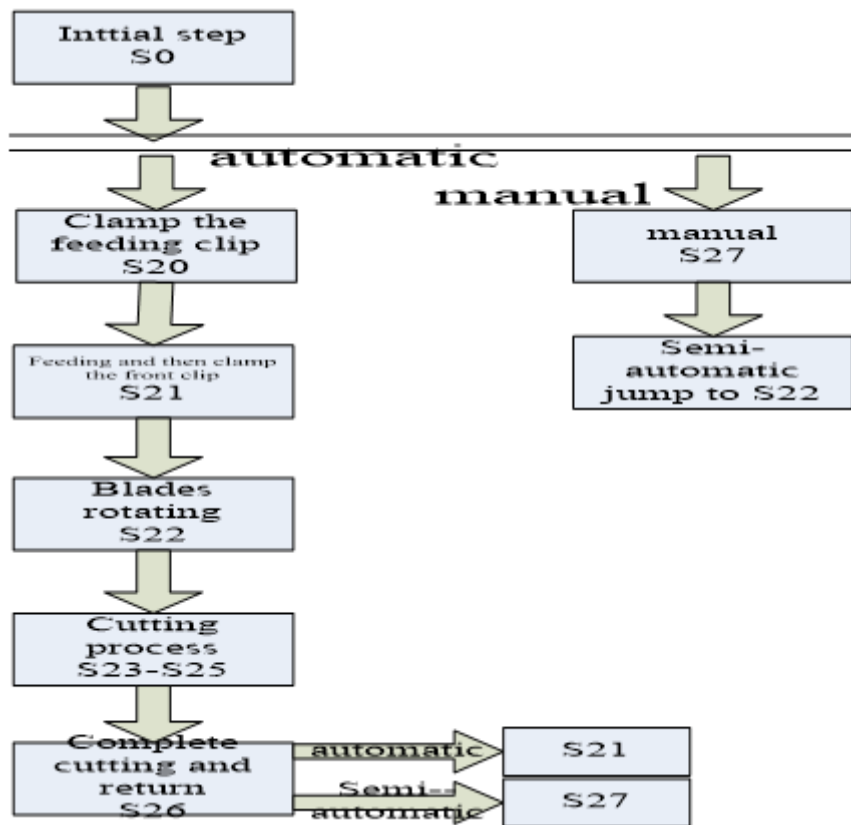 Inttial step
S0
automatic
manual
Clamp the
feeding clip
S20
manual
S27
Feeding and then clamp
the front clip
S21
Semi-
automatic
jump to S22
Blades
rotating
S22
Cutting
process
S23-S25
Complete
cutting and
return
S26
automatic
S21
Semi--
automatic
S27